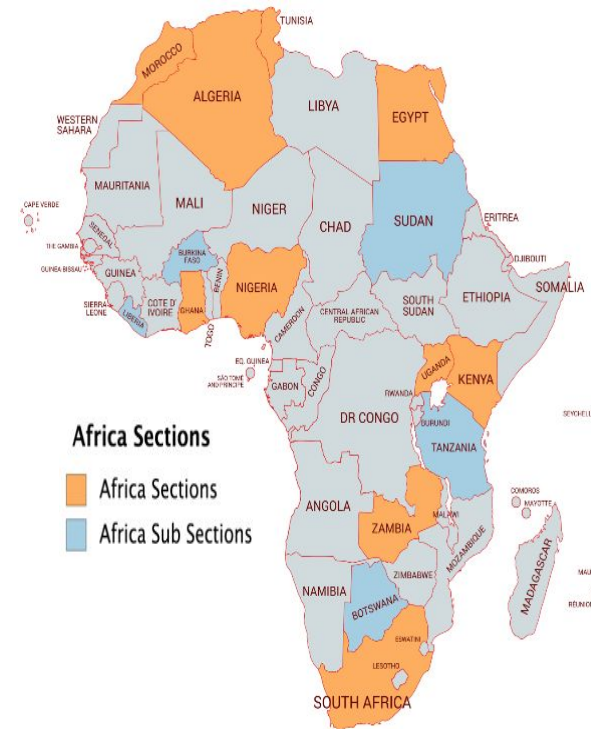 TUNISIA
MOROCCO
ALGERIA
LIBYA
EGYPT
WESTERN
SAHARA
MAURITANIA
MALI
NIGER
CHAD
SUDAN
ERITREA
CAPE VERDE
SENEGAL
THE GAMBIA
GUINEA BISSAU
GUINEA
BURKINA
FASO
BENIN
NIGERIA
DJIBOUTI
SOMALIA
ETHIOPIA
SOUTH
SUDAN
CENTRAL AFRICAN
REPUBLIC
CAMEROON
SIERRA
LEONE
LIBERIA
COTE D'
IVOIRE
GHANA
TOGO
EQ. GUINEA
SÃO TOMÉ
AND PRINCIPE
GABON
CONGO
DR CONGO
UGANDA
KENYA
RWANDA
BURUNDI
TANZANIA
SEYCHELL
Africa Sections
Africa Sections
Africa Sub Sections
ANGOLA
ZAMBIA
MALAWI
MOZAMBIQUE
COMOROS
MAYOTTE
MADAGASCAR
MAU
RÉUNION
ZIMBABWE
NAMIBIA
BOTSWANA
ESWATINI
LESOTHO
SOUTH AFRICA